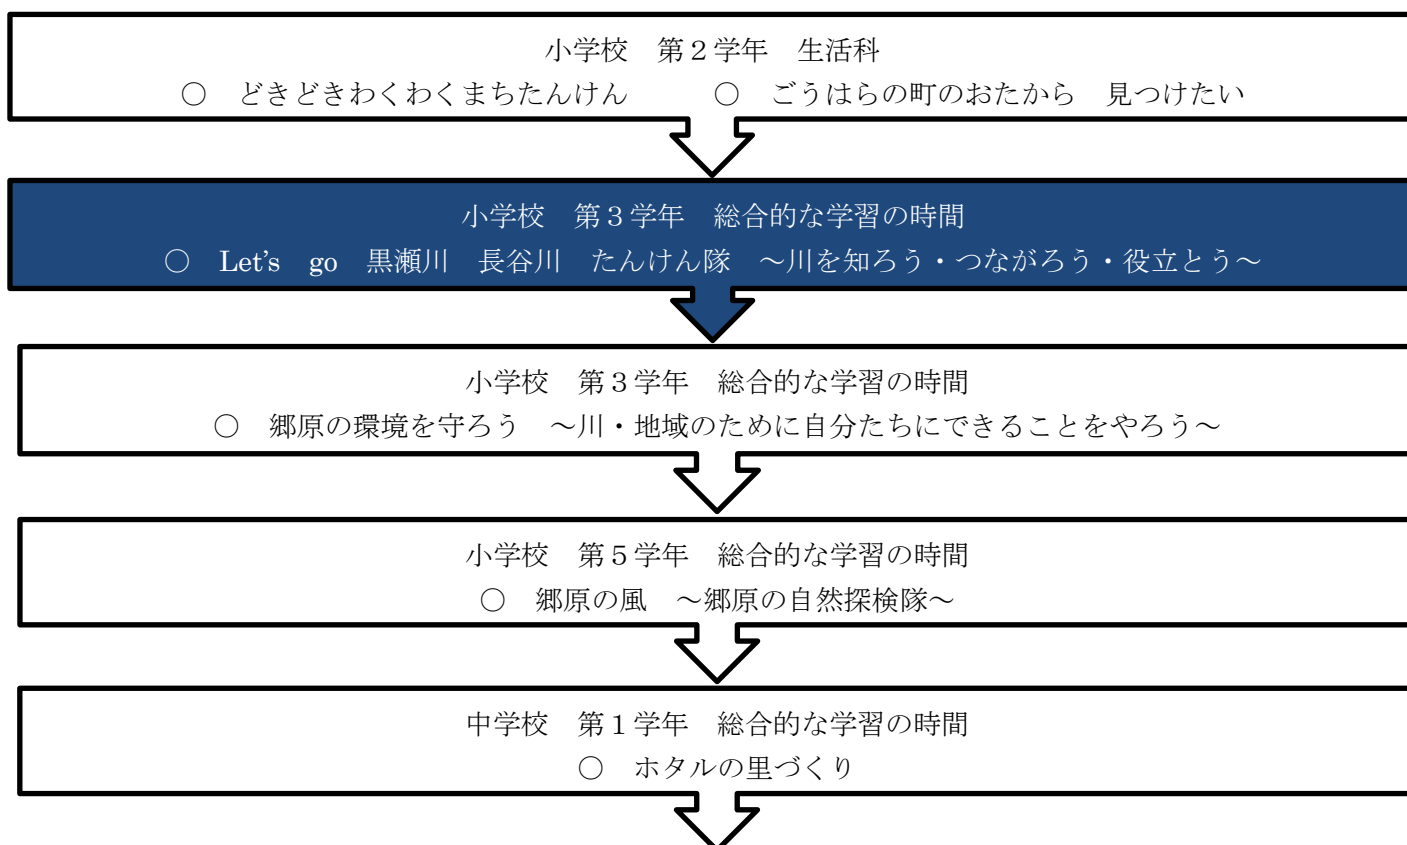 小学校　第２学年　生活科
○　どきどきわくわくまちたんけん　　　○　ごうはらの町のおたから　見つけたい
小学校　第３学年　総合的な学習の時間
○　Let's　go　黒瀬川　長谷川　たんけん隊　～川を知ろう・つながろう・役立とう～
小学校　第３学年　総合的な学習の時間
○　郷原の環境を守ろう　～川・地域のために自分たちにできることをやろう～
小学校　第５学年　総合的な学習の時間
○　郷原の風　～郷原の自然探検隊～
中学校　第１学年　総合的な学習の時間
○　ホタルの里づくり